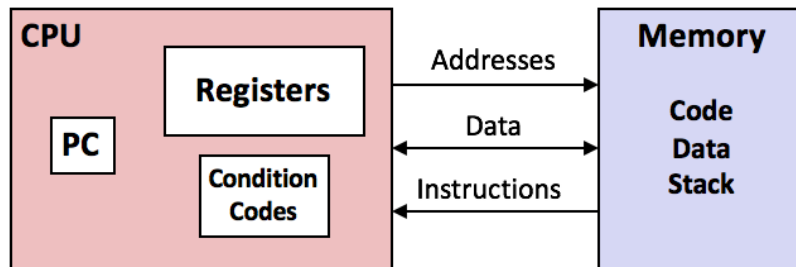 CPU
Registers
PC
Condition
Codes
Addresses
Data
Instructions
Memory
Code
Data
Stack